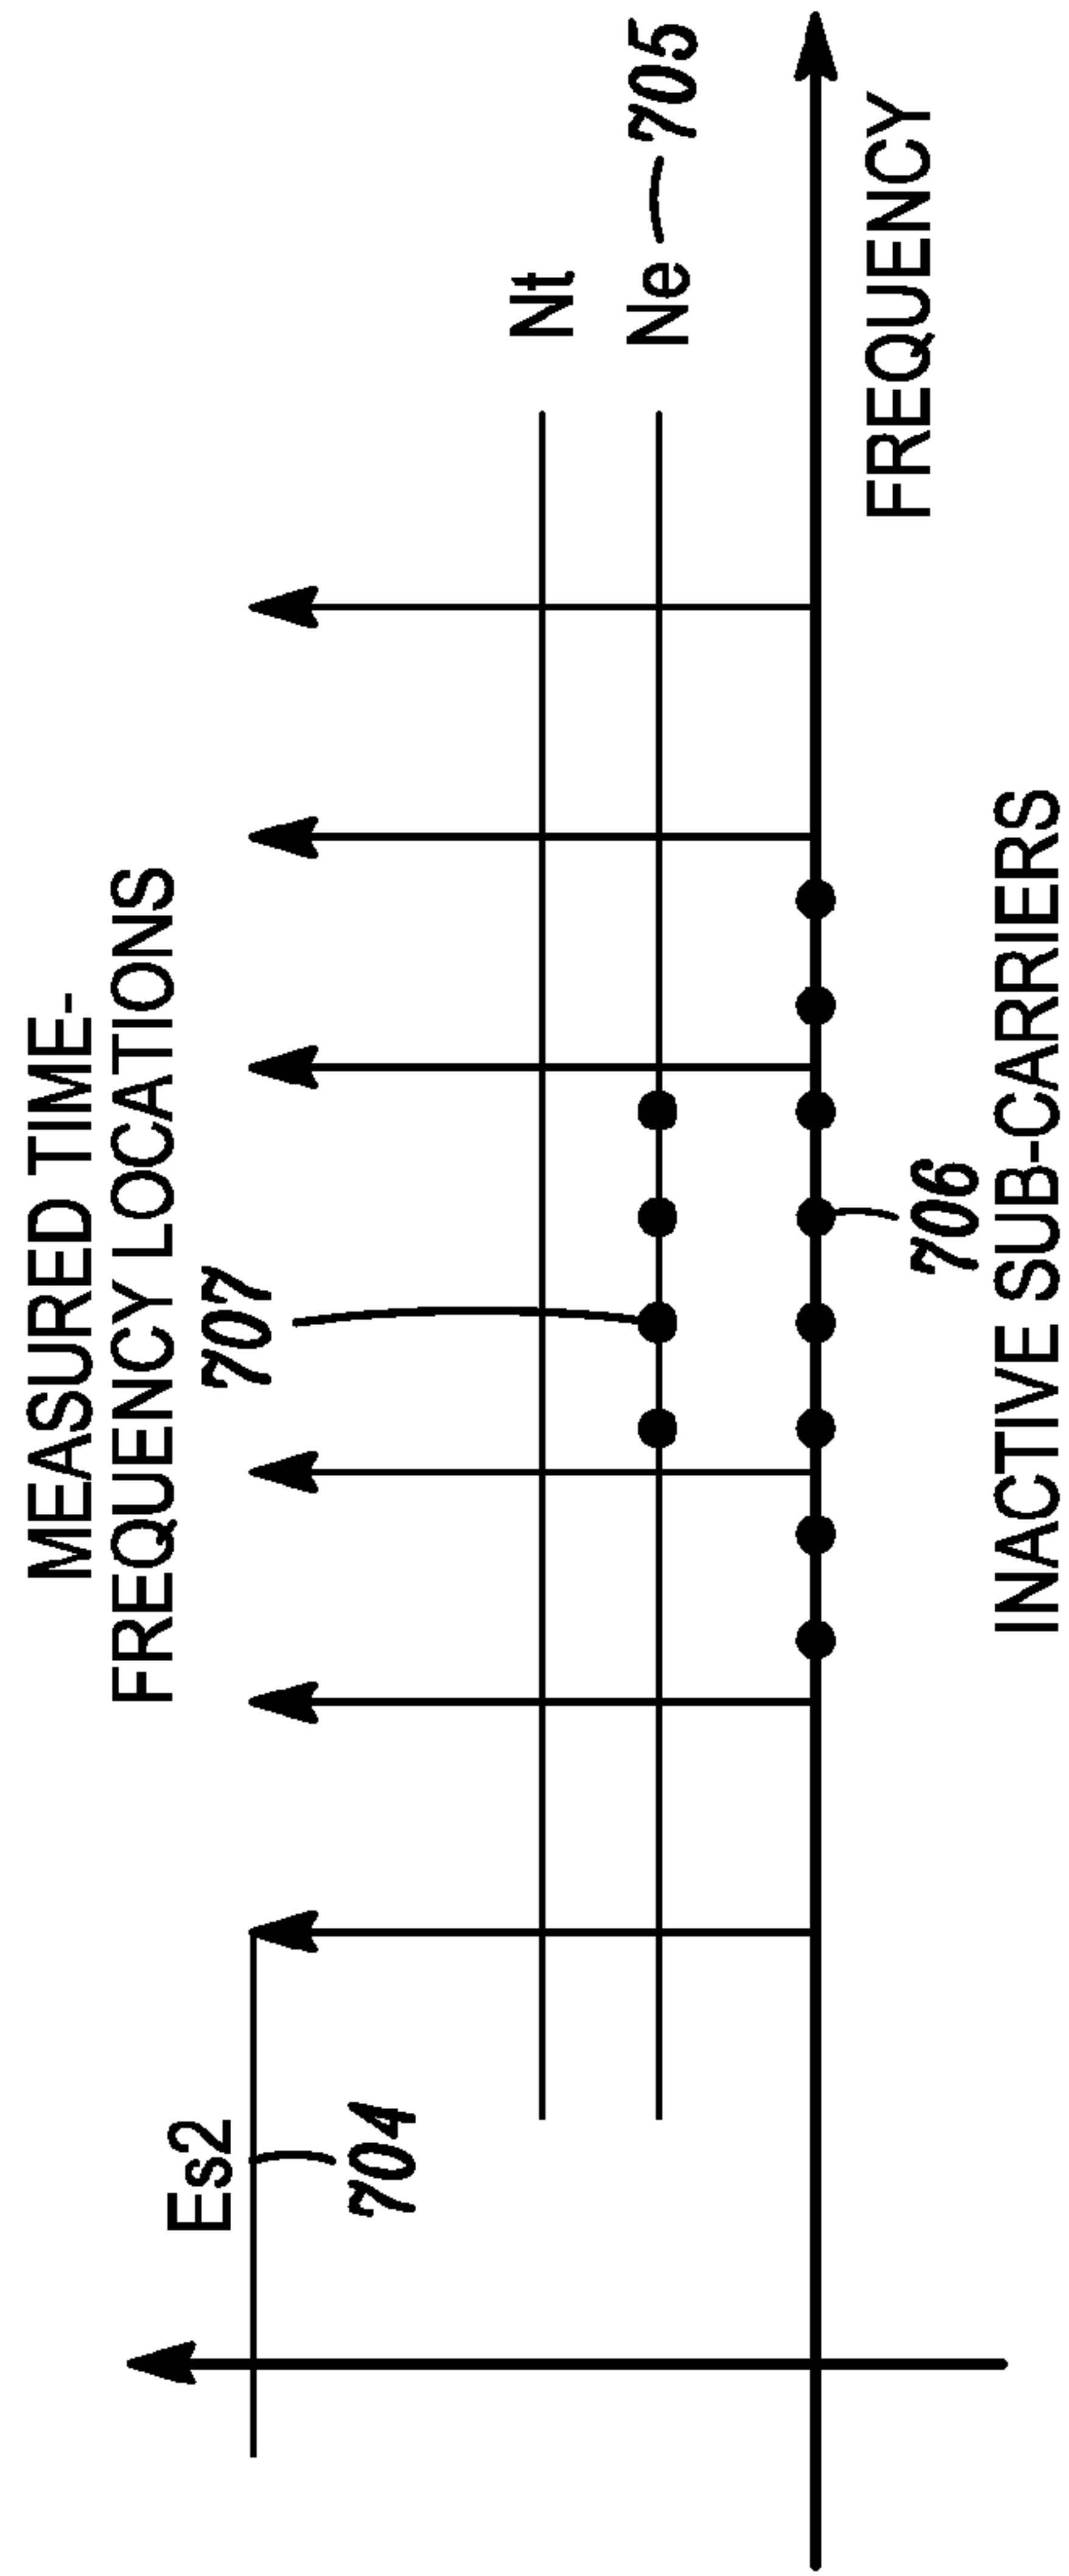 MEASURED TIME-
FREQUENCY LOCATIONS
707
Es2
704
Nt
Ne
705
FREQUENCY
706
INACTIVE SUB-CARRIERS